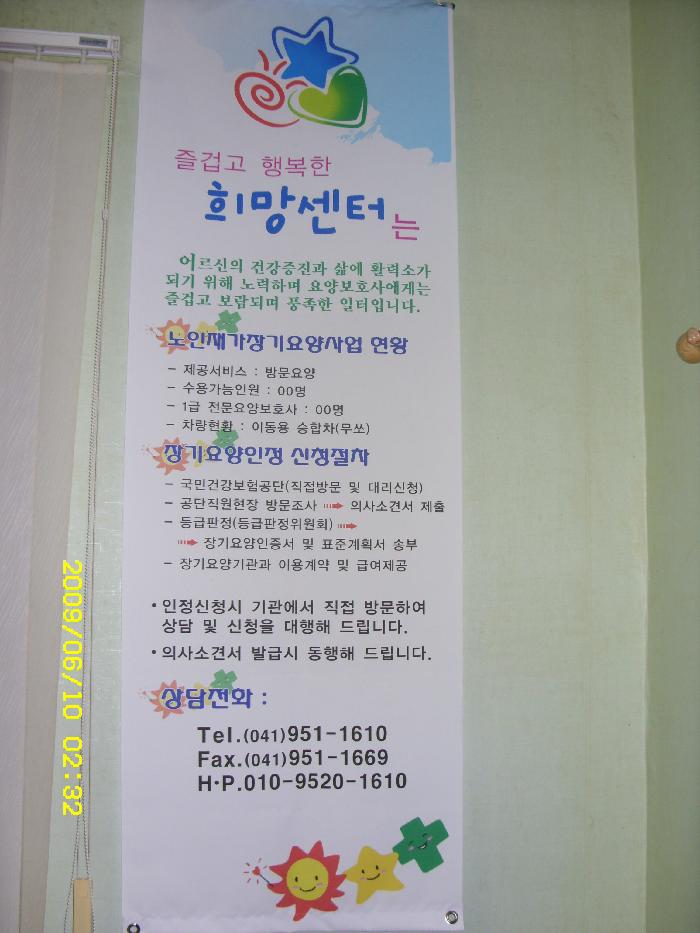 즐겁고 행복한
희망센터는
어르신의 건강증진과 삶에 활력소가
되기 위해 노력하며 요양보호사에게는
즐겁고 보람되며 풍족한 일터입니다.
노인재가장기요양사업 현황
- 제공서비스 : 방문요양
- 수용가능인원 : 00명
- 1급 전문요양보호사 : 00명
- 차량현황 : 이동용 승합차(무쏘)
장기요양인정 신청절차
- 국민건강보험공단(직접방문 및 대리신청)
- 공단직원현장 방문조사 ➡ 의사소견서 제출
- 등급판정(등급판정위원회) ➡
➡ 장기요양인증서 및 표준계획서 송부
- 장기요양기관과 이용계약 및 급여제공
• 인정신청시 기관에서 직접 방문하여
상담 및 신청을 대행해 드립니다.
• 의사소견서 발급시 동행해 드립니다.
상담전화 :
Tel.(041)951-1610
Fax.(041)951-1669
H·P.010-9520-1610
2009/06/10 02:32